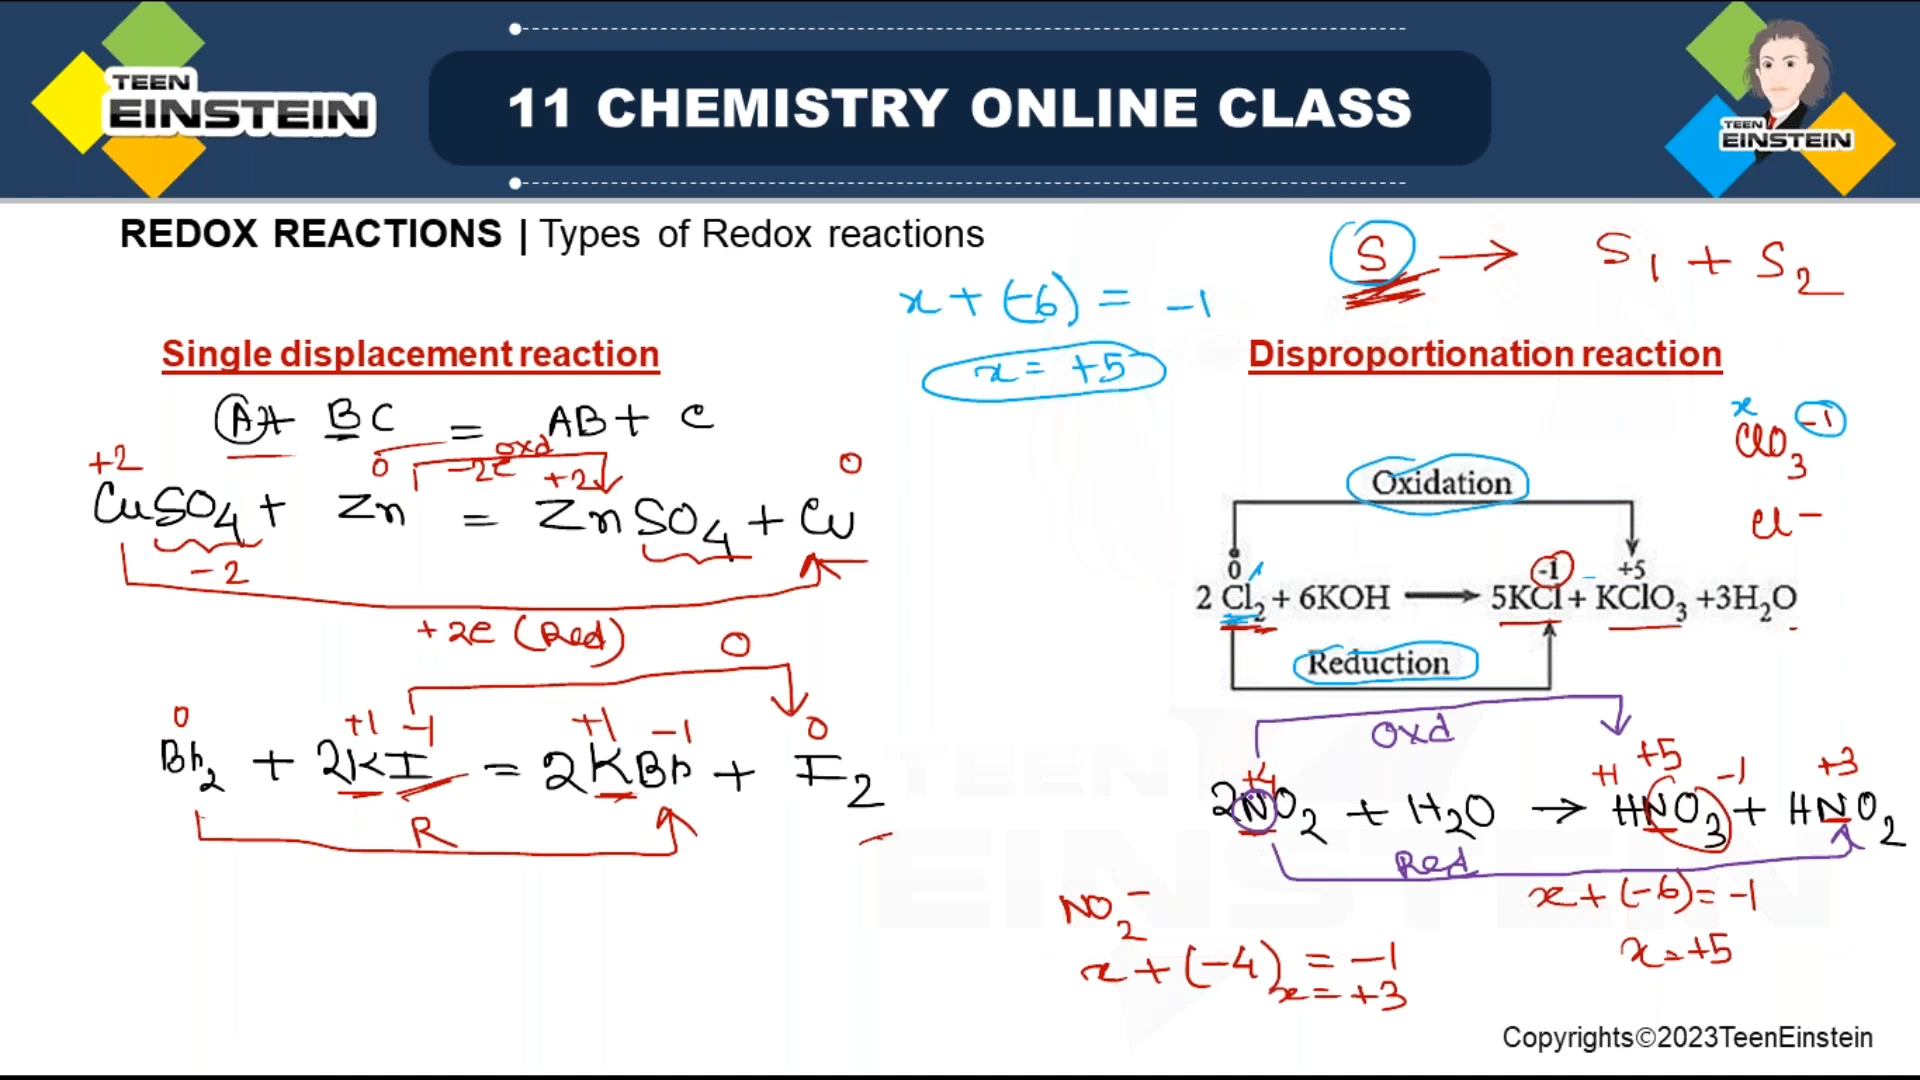 TEEN
EINSTEIN
11 CHEMISTRY ONLINE CLASS
TEEN
EINSTEIN
REDOX REACTIONS | Types of Redox reactions
S → S1 + S2
x + (-6) = -1
x = +5
Single displacement reaction
A + BC = AB + C
+2 0 -2e oxd +2 0
CuSO4 + Zn = ZnSO4 + Cu
-2
+2e (Red)
O
0 +1 -1 +1 -1 0
Br2 + 2KI = 2KBr + I2
R
Disproportionation reaction
x
ClO3 -1
Cl -
Oxidation
0 -1 +5
2 Cl2 + 6KOH → 5KCl + KClO3 +3H2O
Reduction
oxd
+4 +1 +5 -1 +3
2NO2 + H2O → HNO3 + HNO2
Red
NO2 -
x + (-4) = -1
x = +3
x + (-6) = -1
x = +5
TEEN
EINSTEIN
Copyrights©2023TeenEinstein